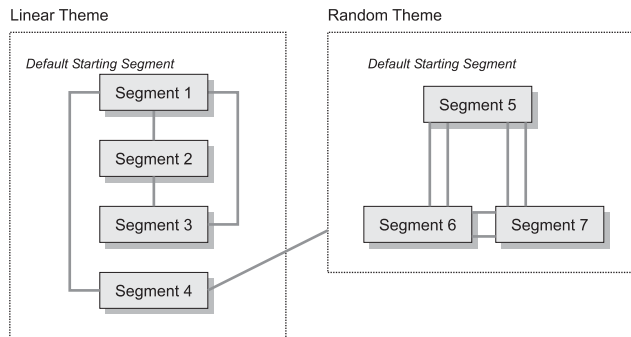 Linear Theme
Default Starting Segment
Segment 1
Segment 2
Segment 3
Segment 4
Random Theme
Default Starting Segment
Segment 5
Segment 6
Segment 7